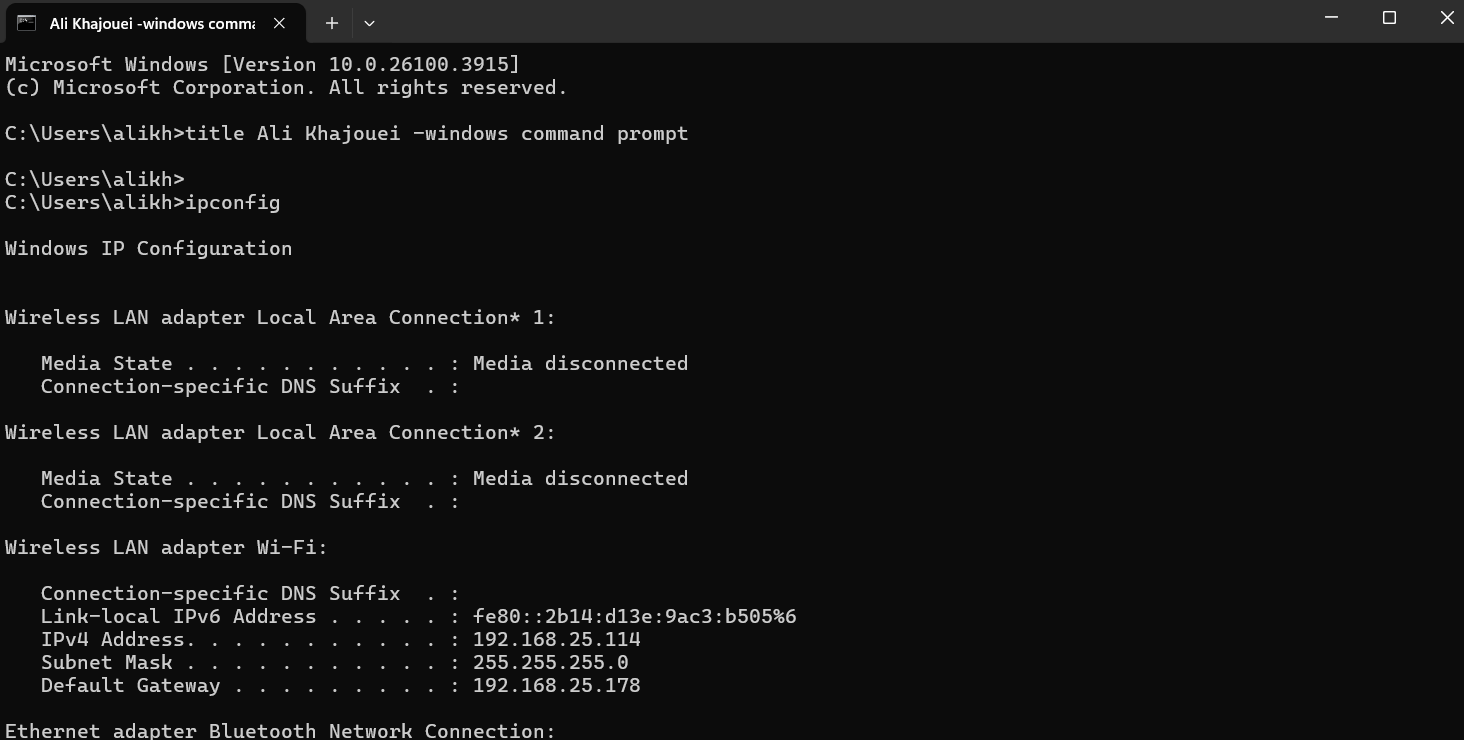 Ali Khajouei -windows comma
Microsoft Windows [Version 10.0.26100.3915]
(c) Microsoft Corporation. All rights reserved.
C:\Users\alikh>title Ali Khajouei -windows command prompt
C:\Users\alikh>
C:\Users\alikh>ipconfig
Windows IP Configuration
Wireless LAN adapter Local Area Connection* 1:
   Media State . . . . . . . . . . . : Media disconnected
   Connection-specific DNS Suffix  . :
Wireless LAN adapter Local Area Connection* 2:
   Media State . . . . . . . . . . . : Media disconnected
   Connection-specific DNS Suffix  . :
Wireless LAN adapter Wi-Fi:
   Connection-specific DNS Suffix  . :
   Link-local IPv6 Address . . . . . : fe80::2b14:d13e:9ac3:b505%6
   IPv4 Address. . . . . . . . . . . : 192.168.25.114
   Subnet Mask . . . . . . . . . . . : 255.255.255.0
   Default Gateway . . . . . . . . . : 192.168.25.178
Ethernet adapter Bluetooth Network Connection: